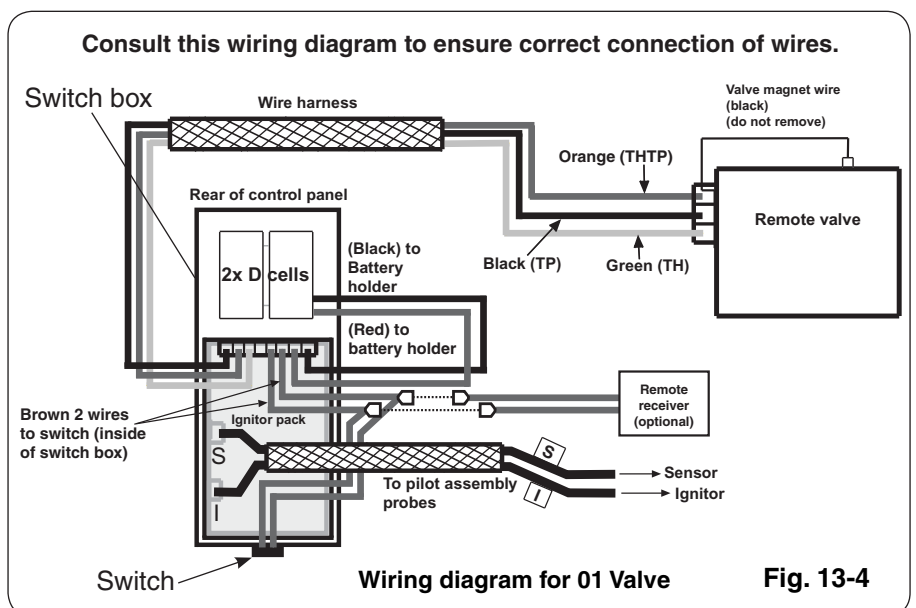 Consult this wiring diagram to ensure correct connection of wires.
Switch box
Wire harness
Valve magnet wire
(black)
(do not remove)
Orange (THTP)
Rear of control panel
Remote valve
2x D cells
(Black) to
Battery
holder
Black (TP)
Green (TH)
(Red) to
battery holder
Brown 2 wires
to switch (inside
of switch box)
Ignitor pack
Remote
receiver
(optional)
S
I
S
I
Sensor
Ignitor
To pilot assembly
probes
Switch
Wiring diagram for 01 Valve
Fig. 13-4